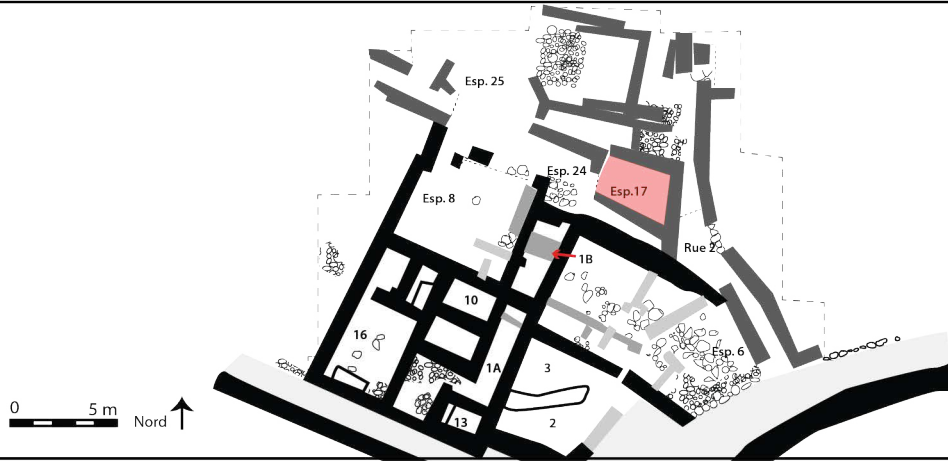 Esp. 25
Esp. 24
Esp.17
Esp. 8
Rue 2
1B
10
16
Esp. 6
1A
3
0 5 m
Nord
13
2